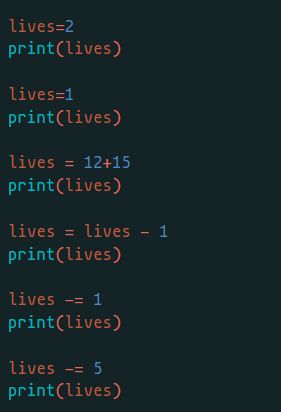 lives=2
print(lives)
lives=1
print(lives)
lives = 12+15
print(lives)
lives = lives - 1
print(lives)
lives -= 1
print(lives)
lives -= 5
print(lives)